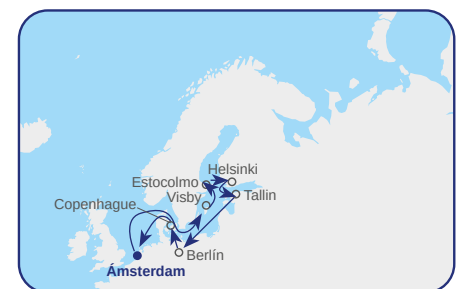 Helsinki
Estocolmo
Visby
Tallin
Copenhague
Berlín
Ámsterdam